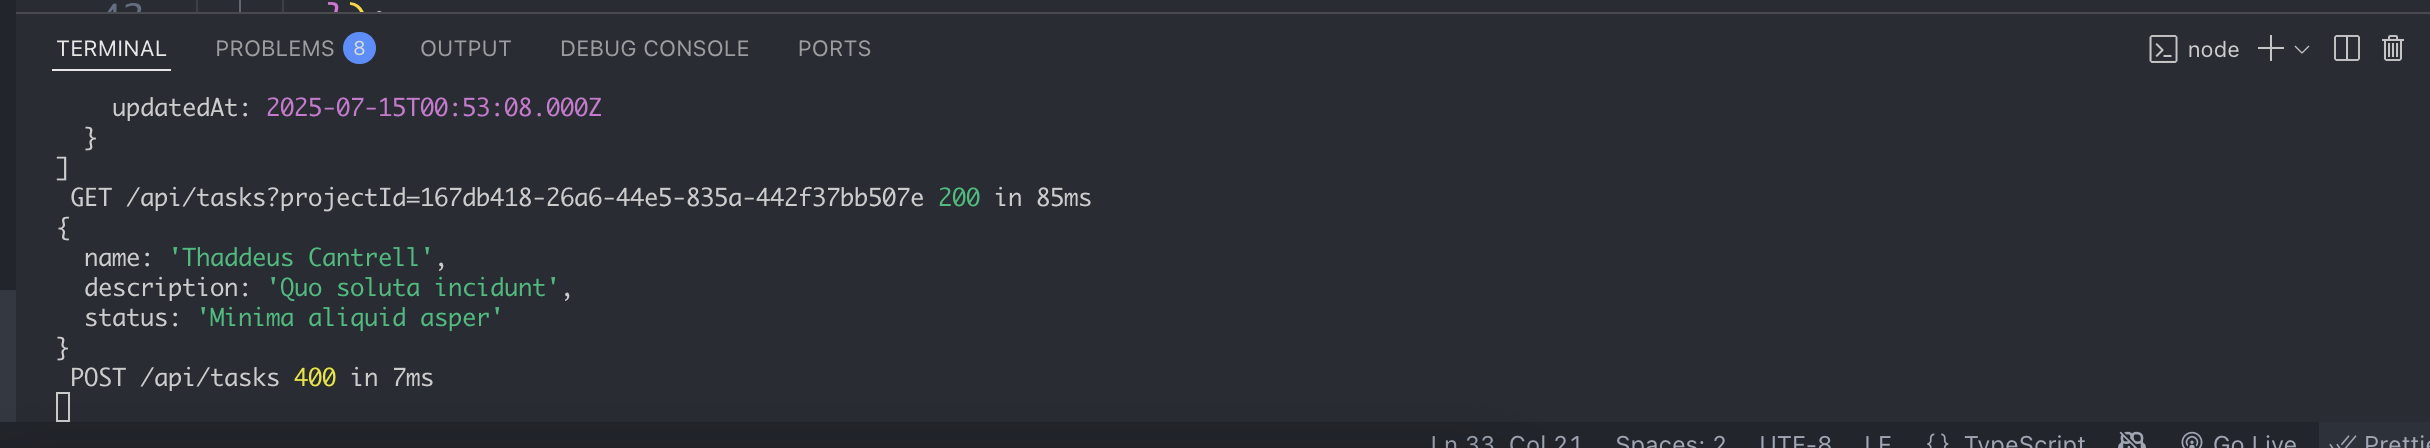 TERMINAL PROBLEMS 8 OUTPUT DEBUG CONSOLE PORTS node
updatedAt: 2025-07-15T00:53:08.000Z
}
]
GET /api/tasks?projectId=167db418-26a6-44e5-835a-442f37bb507e 200 in 85ms
{
name: 'Thaddeus Cantrell',
description: 'Quo soluta incidunt',
status: 'Minima aliquid asper'
}
POST /api/tasks 400 in 7ms
Ln 33, Col 21 Spaces: 2 UTF-8 LF {} TypeScript Go Live